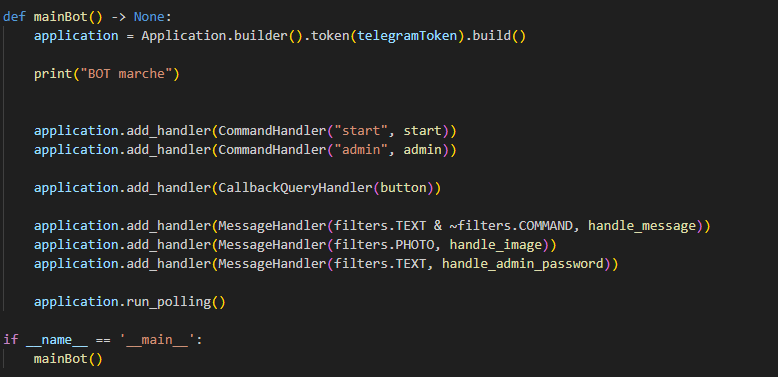 def mainBot() -> None:
    application = Application.builder().token(telegramToken).build()
    print("BOT marche")
    application.add_handler(CommandHandler("start", start))
    application.add_handler(CommandHandler("admin", admin))
    application.add_handler(CallbackQueryHandler(button))
    application.add_handler(MessageHandler(filters.TEXT & ~filters.COMMAND, handle_message))
    application.add_handler(MessageHandler(filters.PHOTO, handle_image))
    application.add_handler(MessageHandler(filters.TEXT, handle_admin_password))
    application.run_polling()
if __name__ == '__main__':
    mainBot()